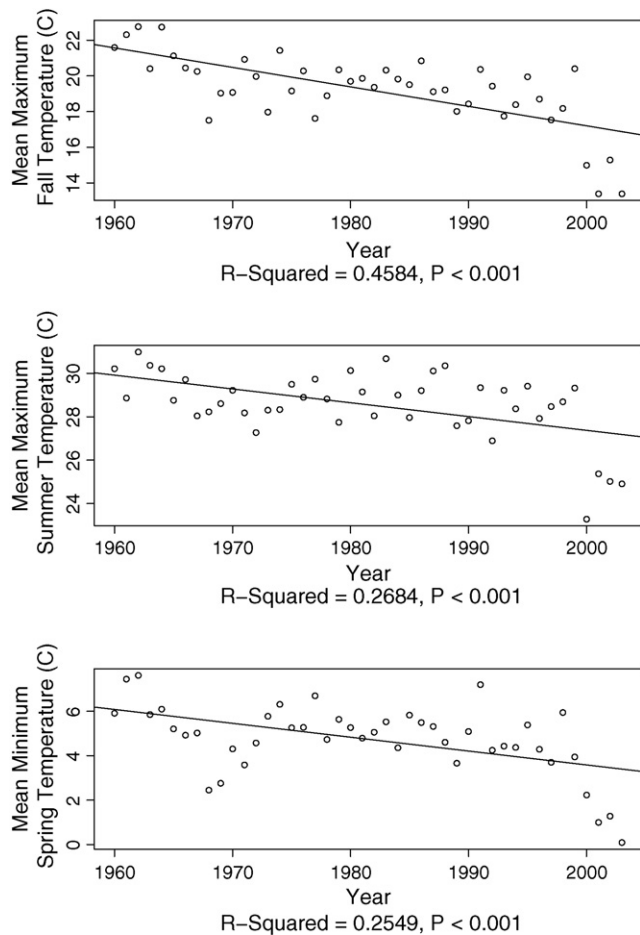 Mean Maximum
Fall Temperature (C)
22
20
18
16
14
1960 1970 1980 1990 2000
Year
R-Squared = 0.4584, P < 0.001
Mean Maximum
Summer Temperature (C)
30
28
26
24
1960 1970 1980 1990 2000
Year
R-Squared = 0.2684, P < 0.001
Mean Minimum
Spring Temperature (C)
6
4
2
0
1960 1970 1980 1990 2000
Year
R-Squared = 0.2549, P < 0.001